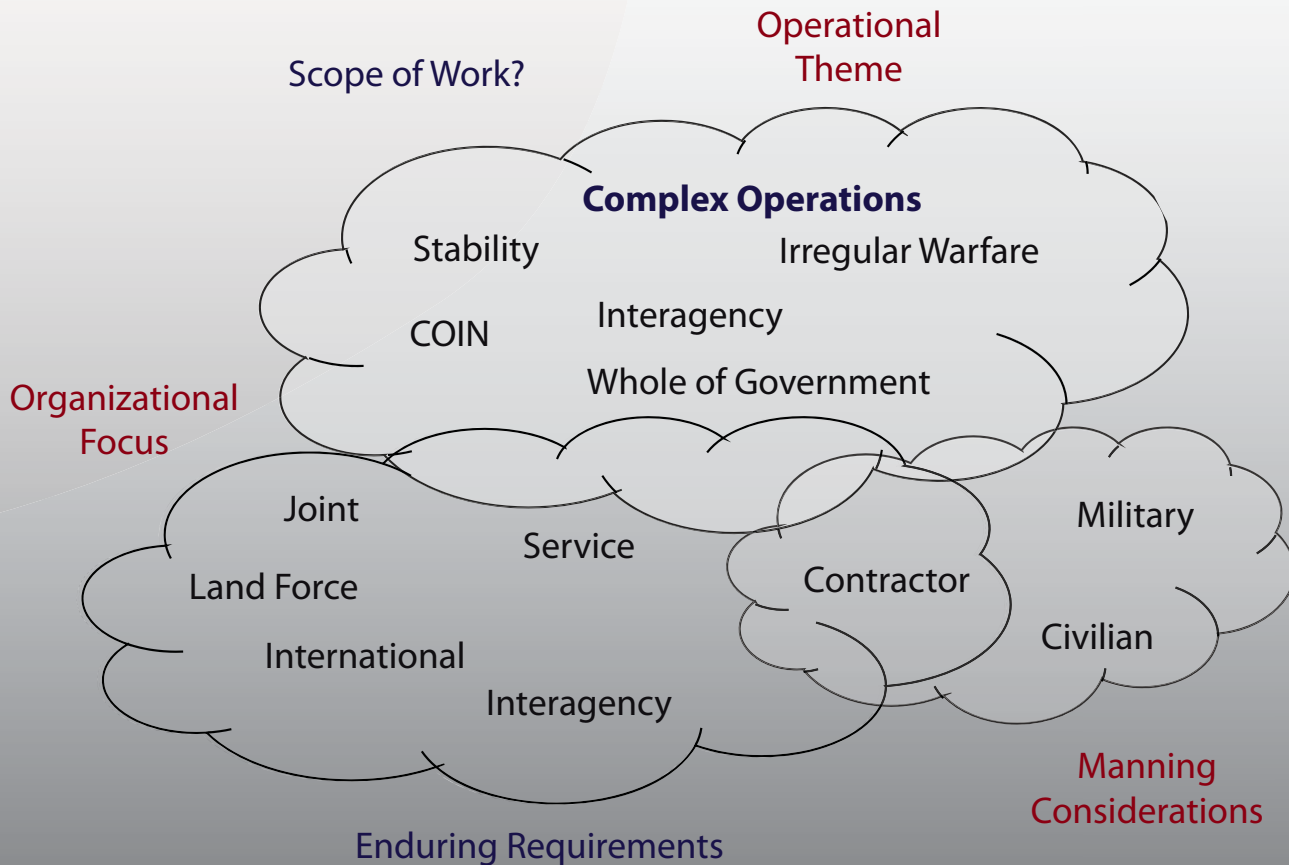 Operational
Theme
Scope of Work?
Complex Operations
Stability
Irregular Warfare
Interagency
COIN
Whole of Government
Organizational
Focus
Joint
Service
Land Force
International
Interagency
Contractor
Military
Civilian
Manning
Considerations
Enduring Requirements